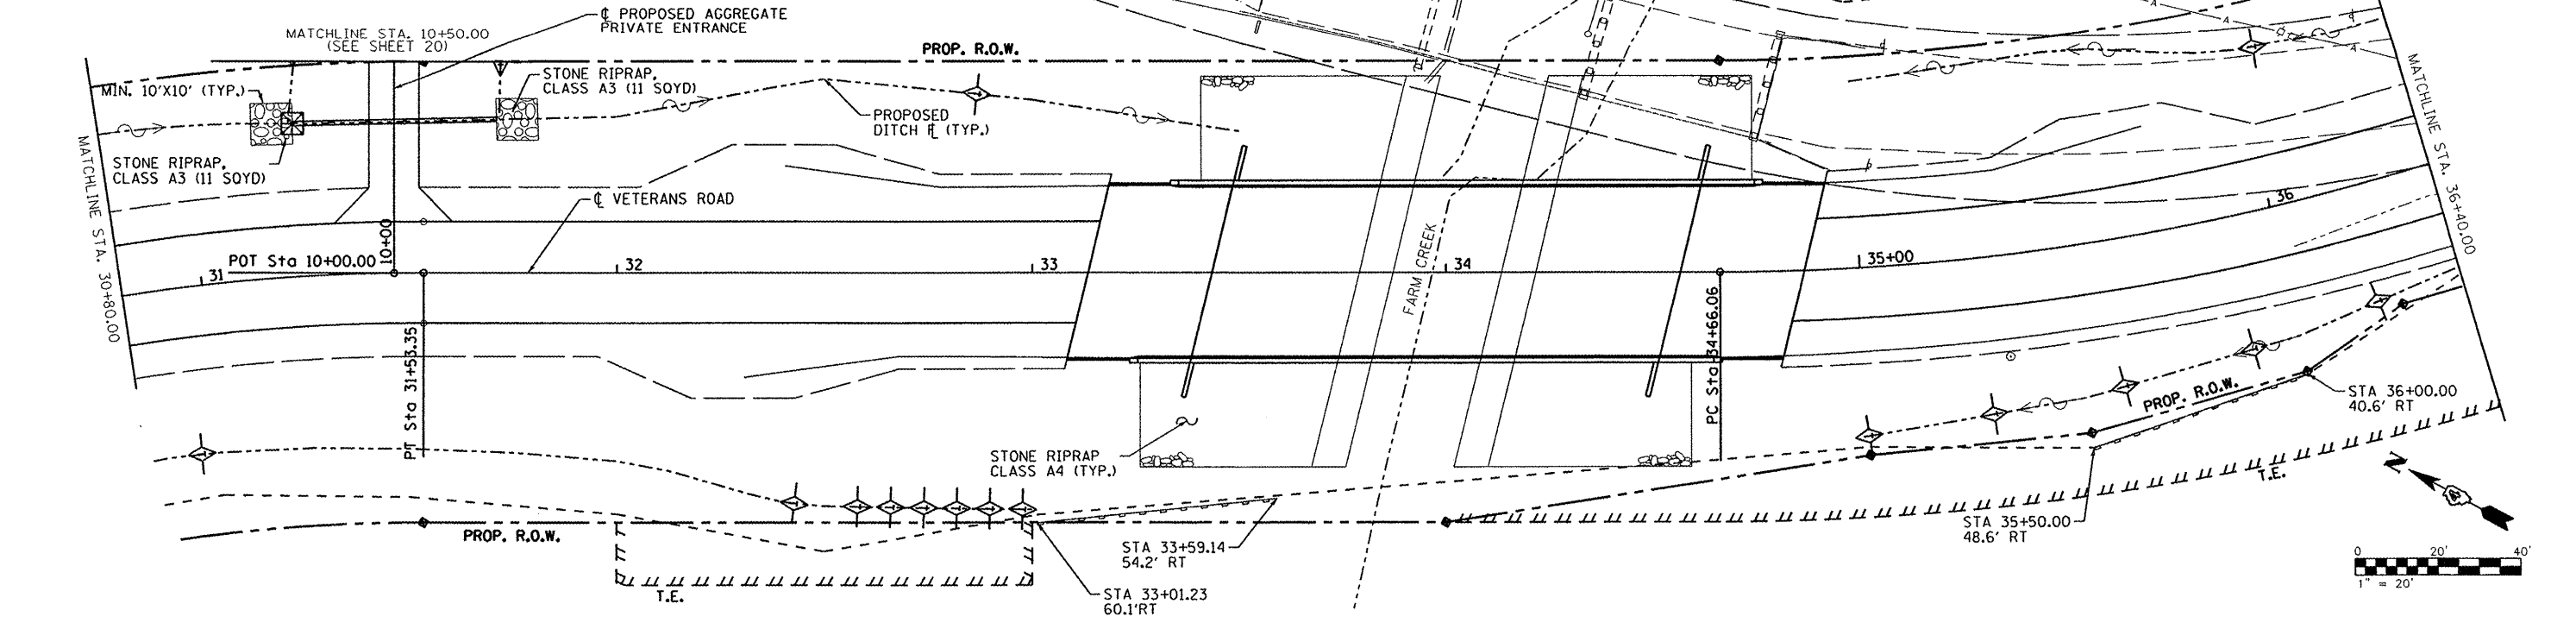 ℄ PROPOSED AGGREGATE
PRIVATE ENTRANCE
MATCHLINE STA. 10+50.00
(SEE SHEET 20)
PROP. R.O.W.
STONE RIPRAP,
CLASS A3 (11 SQYD)
MIN. 10'X10' (TYP.)
PROPOSED
DITCH ℄ (TYP.)
STONE RIPRAP,
CLASS A3 (11 SQYD)
MATCHLINE STA. 30+80.00
MATCHLINE STA. 36+40.00
℄ VETERANS ROAD
10+00
POT Sta 10+00.00
31
32
33
34
35+00
36
FARM CREEK
PT Sta 31+53.35
PC Sta 34+66.06
STONE RIPRAP
CLASS A4 (TYP.)
PROP. R.O.W.
STA 36+00.00
40.6' RT
STA 35+50.00
48.6' RT
T.E.
PROP. R.O.W.
STA 33+59.14
54.2' RT
STA 33+01.23
60.1'RT
T.E.
N
0 20' 40'
1" = 20'